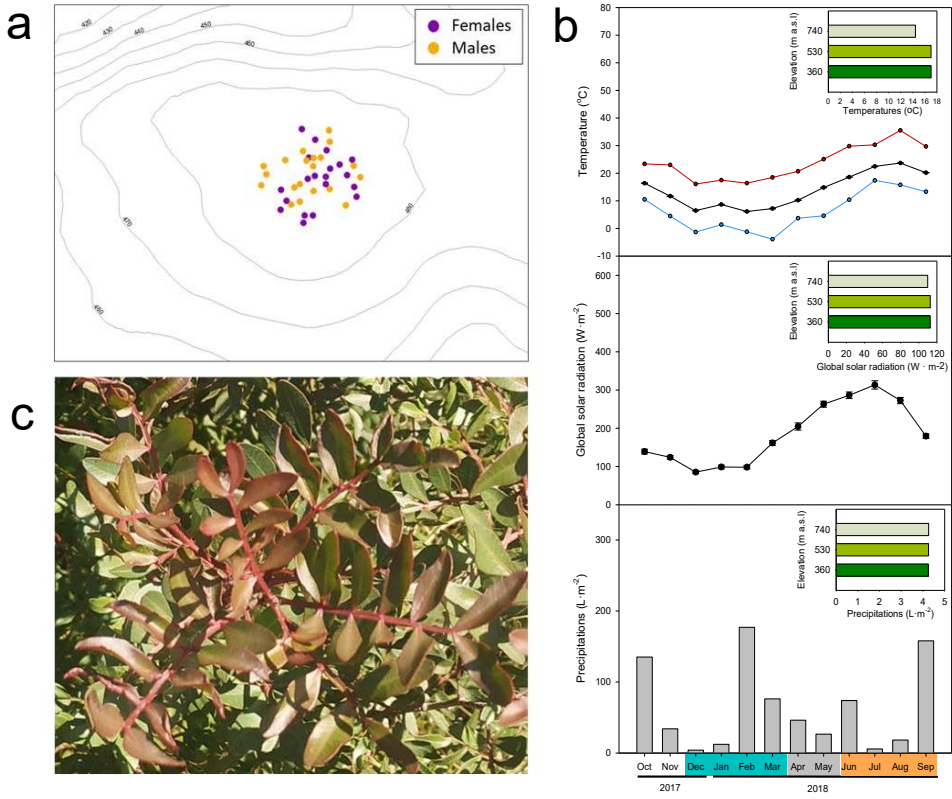 a
Females
Males
420
430
440
450
460
470
480
460
b
Temperature (°C)
80
70
60
50
40
30
20
10
0
-10
Elevation (m a.s.l)
740
530
360
0 2 4 6 8 10 12 14 16 18
Temperatures (oC)
Global solar radiation (W·m-2)
600
500
400
300
200
100
0
Elevation (m a.s.l)
740
530
360
0 20 40 60 80 100 120
Global solar radiation (W · m-2)
Precipitations (L·m-2)
300
200
100
0
Elevation (m a.s.l)
740
530
360
0 1 2 3 4 5
Precipitations (L·m-2)
Oct Nov Dec Jan Feb Mar Apr May Jun Jul Aug Sep
2017 2018
c